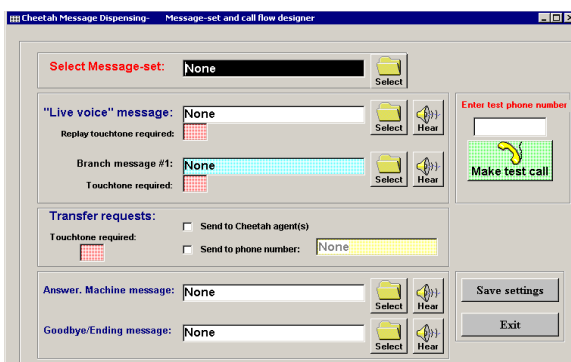 Cheetah Message Dispensing- Message-set and call flow designer
Select Message-set: None
Select
"Live voice" message: None
Select Hear
Replay touchtone required:
Branch message #1: None
Select Hear
Touchtone required:
Enter test phone number
Make test call
Transfer requests:
Touchtone required:
Send to Cheetah agent(s)
Send to phone number: None
Answer. Machine message: None
Select Hear
Goodbye/Ending message: None
Select Hear
Save settings
Exit